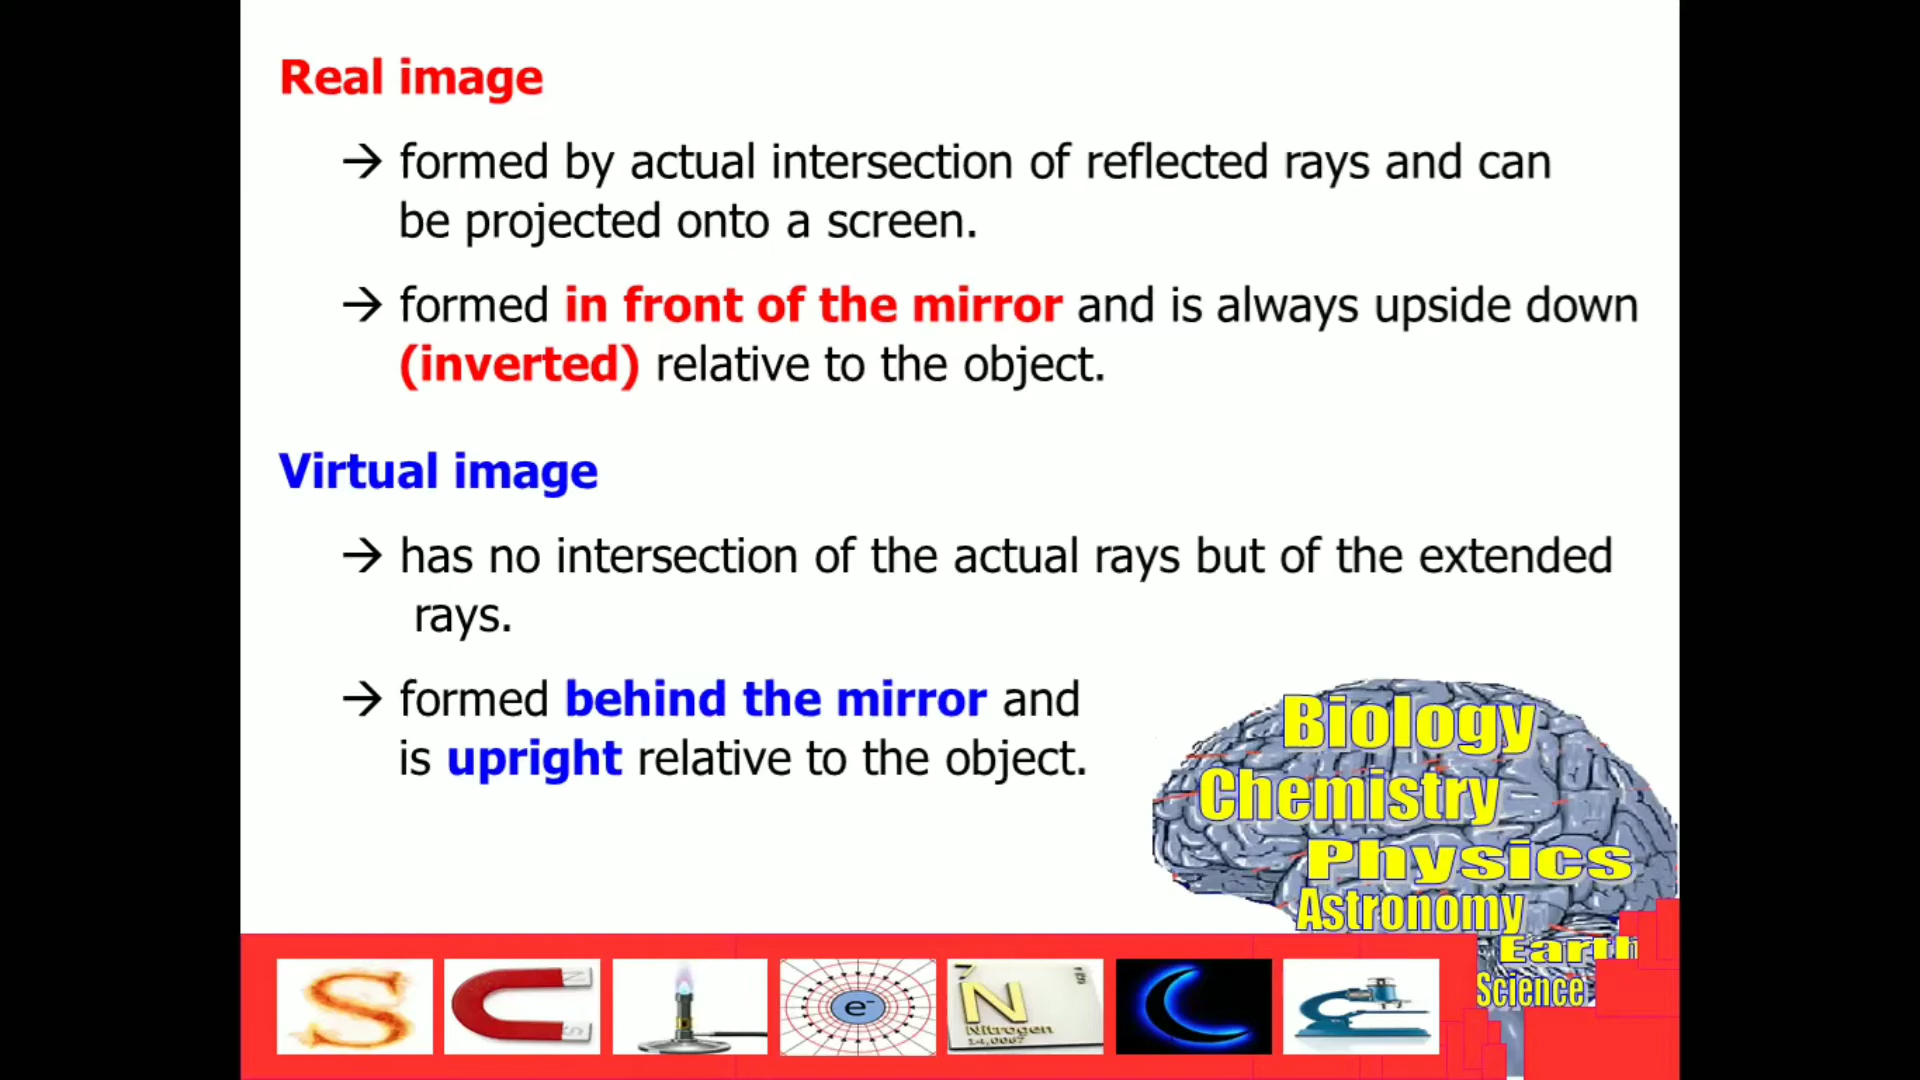 Real image
→ formed by actual intersection of reflected rays and can
be projected onto a screen.
→ formed in front of the mirror and is always upside down
(inverted) relative to the object.
Virtual image
→ has no intersection of the actual rays but of the extended
rays.
→ formed behind the mirror and
is upright relative to the object.
Biology
Chemistry
Physics
Astronomy
Earth
Science
S
N
S
e-
7
N
Nitrogen
14,0067